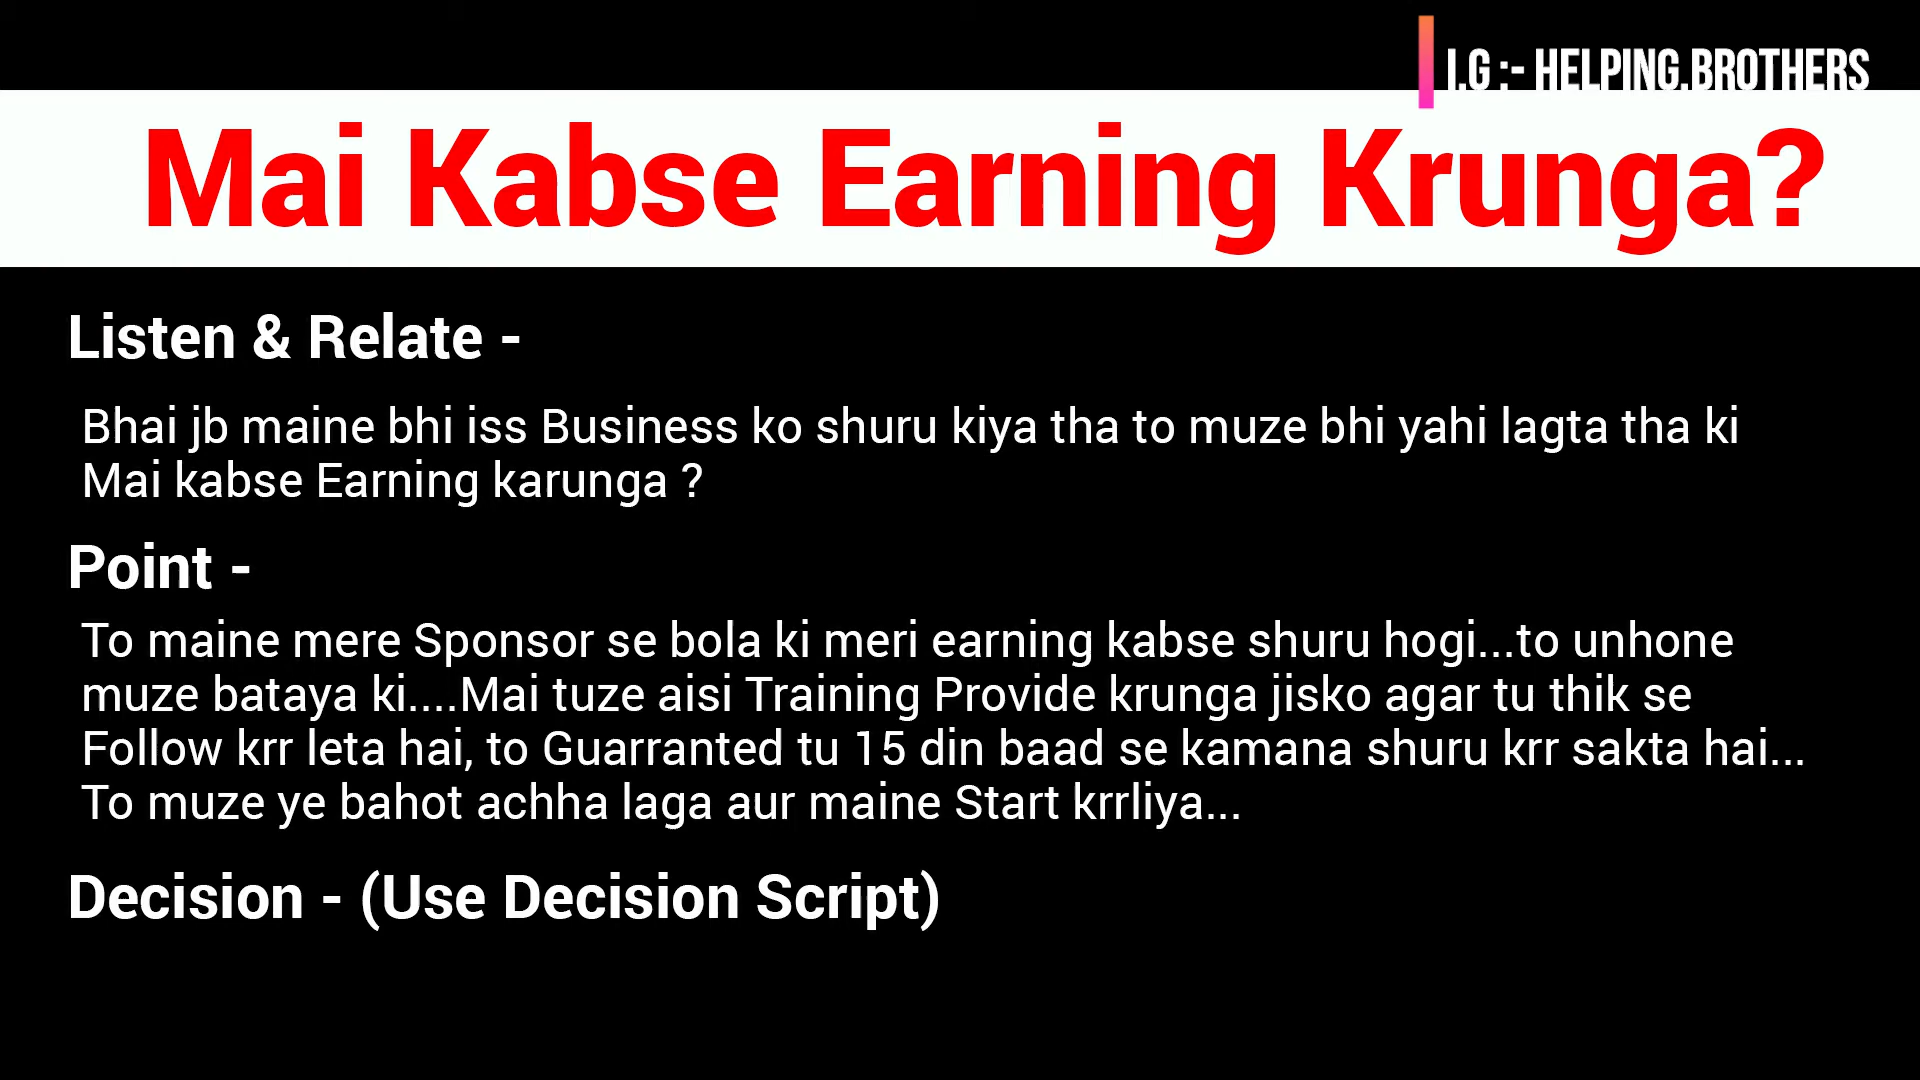 I.G :- HELPING.BROTHERS
Mai Kabse Earning Krunga?
Listen & Relate -
Bhai jb maine bhi iss Business ko shuru kiya tha to muze bhi yahi lagta tha ki
Mai kabse Earning karunga ?
Point -
To maine mere Sponsor se bola ki meri earning kabse shuru hogi...to unhone
muze bataya ki....Mai tuze aisi Training Provide krunga jisko agar tu thik se
Follow krr leta hai, to Guarranted tu 15 din baad se kamana shuru krr sakta hai...
To muze ye bahot achha laga aur maine Start krrliya...
Decision - (Use Decision Script)